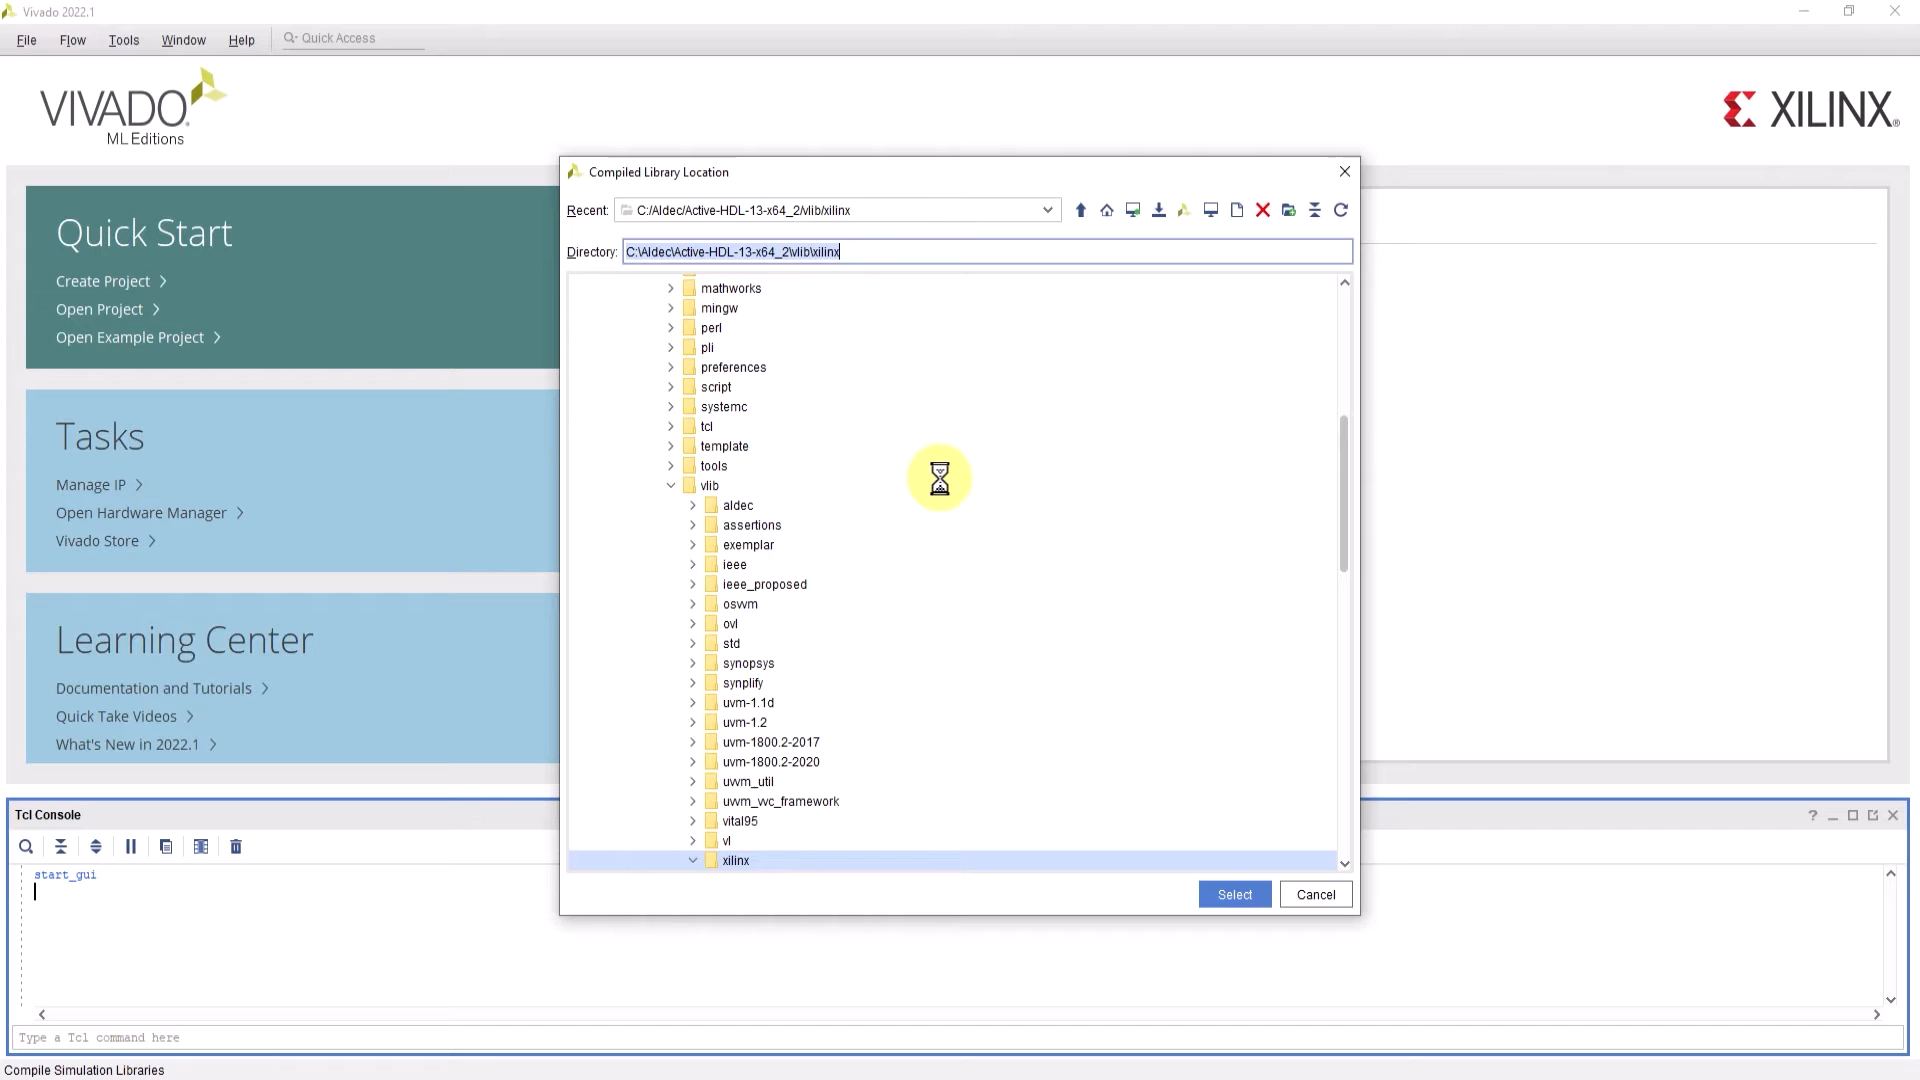 Vivado 2022.1
File Flow Tools Window Help Quick Access
VIVADO.
ML Editions
XILINX®
Quick Start
Create Project
Open Project
Open Example Project
Tasks
Manage IP
Open Hardware Manager
Vivado Store
Learning Center
Documentation and Tutorials
Quick Take Videos
What's New in 2022.1
Compiled Library Location
Recent: C:/Aldec/Active-HDL-13-x64_2/vlib/xilinx
Directory: C:\Aldec\Active-HDL-13-x64_2\vlib\xilinx
mathworks
mingw
perl
pli
preferences
script
systemc
tcl
template
tools
vlib
aldec
assertions
exemplar
ieee
ieee_proposed
osvvm
ovl
std
synopsys
synplify
uvm-1.1d
uvm-1.2
uvm-1800.2-2017
uvm-1800.2-2020
uvvm_util
uvvm_vvc_framework
vital95
vl
xilinx
Select Cancel
Tcl Console
start_gui
Type a Tcl command here
Compile Simulation Libraries